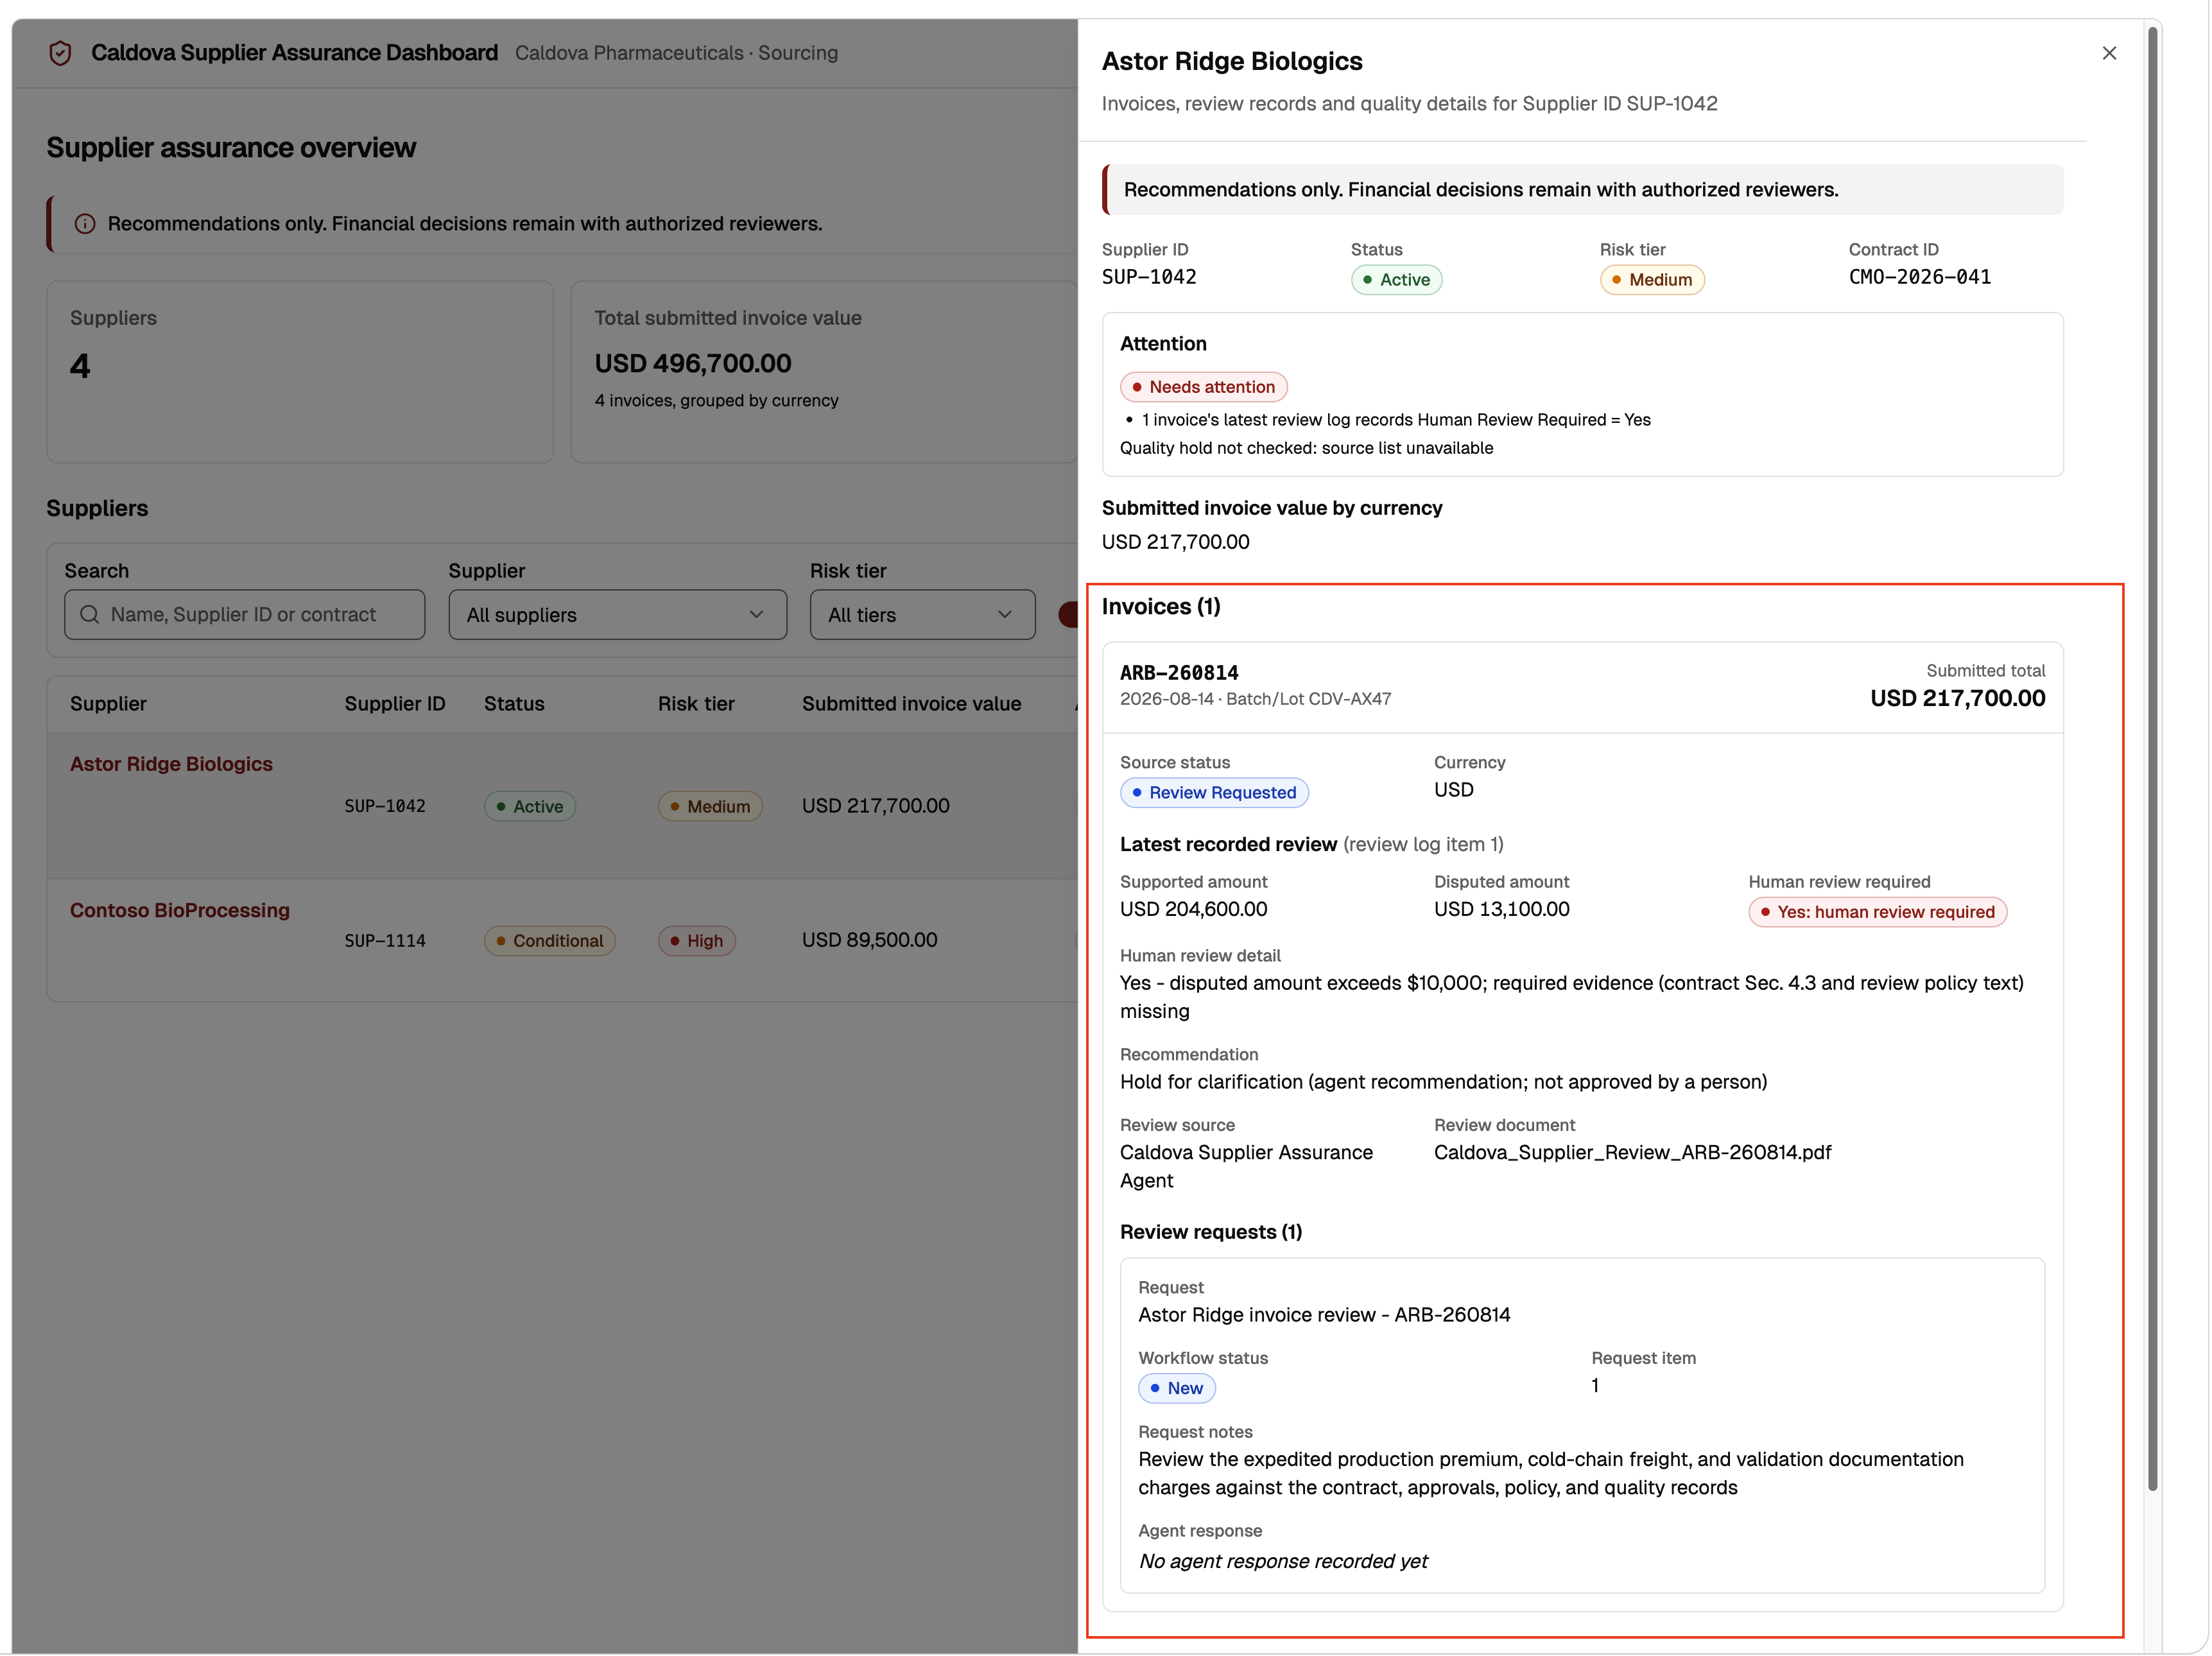 Caldova Supplier Assurance Dashboard Caldova Pharmaceuticals · Sourcing
Supplier assurance overview
Recommendations only. Financial decisions remain with authorized reviewers.
Suppliers
4
Total submitted invoice value
USD 496,700.00
4 invoices, grouped by currency
Suppliers
Search
Name, Supplier ID or contract
Supplier
All suppliers
Risk tier
All tiers
Supplier Supplier ID Status Risk tier Submitted invoice value
Astor Ridge Biologics
SUP-1042 Active Medium USD 217,700.00
Contoso BioProcessing
SUP-1114 Conditional High USD 89,500.00
Astor Ridge Biologics
Invoices, review records and quality details for Supplier ID SUP-1042
Recommendations only. Financial decisions remain with authorized reviewers.
Supplier ID Status Risk tier Contract ID
SUP-1042 Active Medium CMO-2026-041
Attention
Needs attention
• 1 invoice's latest review log records Human Review Required = Yes
Quality hold not checked: source list unavailable
Submitted invoice value by currency
USD 217,700.00
Invoices (1)
ARB-260814
2026-08-14 · Batch/Lot CDV-AX47
Submitted total
USD 217,700.00
Source status Currency
Review Requested USD
Latest recorded review (review log item 1)
Supported amount Disputed amount Human review required
USD 204,600.00 USD 13,100.00 Yes: human review required
Human review detail
Yes - disputed amount exceeds $10,000; required evidence (contract Sec. 4.3 and review policy text)
missing
Recommendation
Hold for clarification (agent recommendation; not approved by a person)
Review source Review document
Caldova Supplier Assurance Caldova_Supplier_Review_ARB-260814.pdf
Agent
Review requests (1)
Request
Astor Ridge invoice review - ARB-260814
Workflow status Request item
New 1
Request notes
Review the expedited production premium, cold-chain freight, and validation documentation
charges against the contract, approvals, policy, and quality records
Agent response
No agent response recorded yet